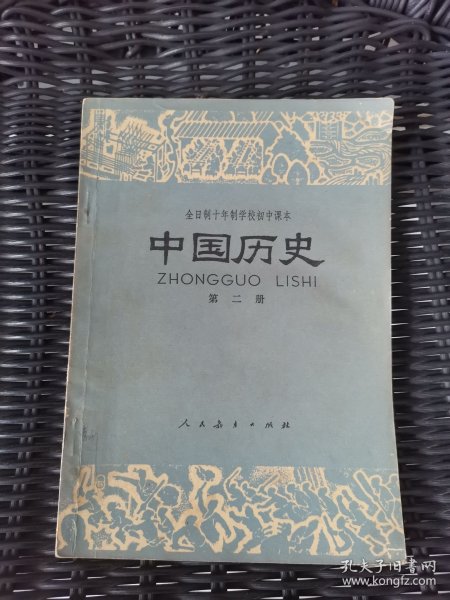 全日制十年制学校初中课本
中国历史
ZHONGGUO LISHI
第二册
人民教育出版社
孔夫子旧书网
www.kongfz.com